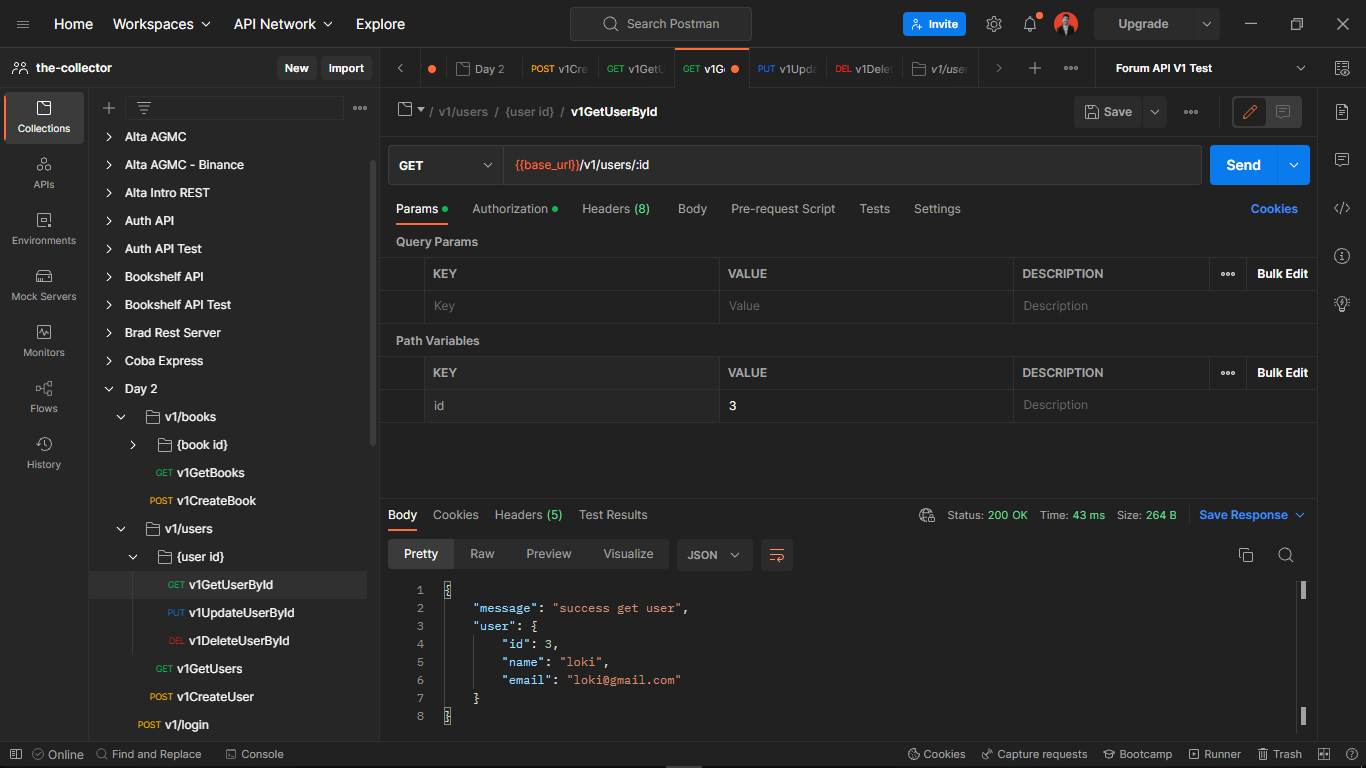 Home Workspaces API Network Explore Search Postman Invite Upgrade
the-collector New Import Day 2 POST v1Cre GET v1GetU GET v1G PUT v1Upda DEL v1Delet v1/user Forum API V1 Test
Collections
APIs
Environments
Mock Servers
Monitors
Flows
History
Alta AGMC
Alta AGMC - Binance
Alta Intro REST
Auth API
Auth API Test
Bookshelf API
Bookshelf API Test
Brad Rest Server
Coba Express
Day 2
v1/books
{book id}
GET v1GetBooks
POST v1CreateBook
v1/users
{user id}
GET v1GetUserById
PUT v1UpdateUserById
DEL v1DeleteUserById
GET v1GetUsers
POST v1CreateUser
POST v1/login
/ v1/users / {user id} / v1GetUserById Save
GET {{base_url}}/v1/users/:id Send
Params Authorization Headers (8) Body Pre-request Script Tests Settings Cookies
Query Params
KEY VALUE DESCRIPTION Bulk Edit
Key Value Description
Path Variables
KEY VALUE DESCRIPTION Bulk Edit
id 3 Description
Body Cookies Headers (5) Test Results Status: 200 OK Time: 43 ms Size: 264 B Save Response
Pretty Raw Preview Visualize JSON
1 {
2 "message": "success get user",
3 "user": {
4 "id": 3,
5 "name": "loki",
6 "email": "loki@gmail.com"
7 }
8 }
Online Find and Replace Console Cookies Capture requests Bootcamp Runner Trash